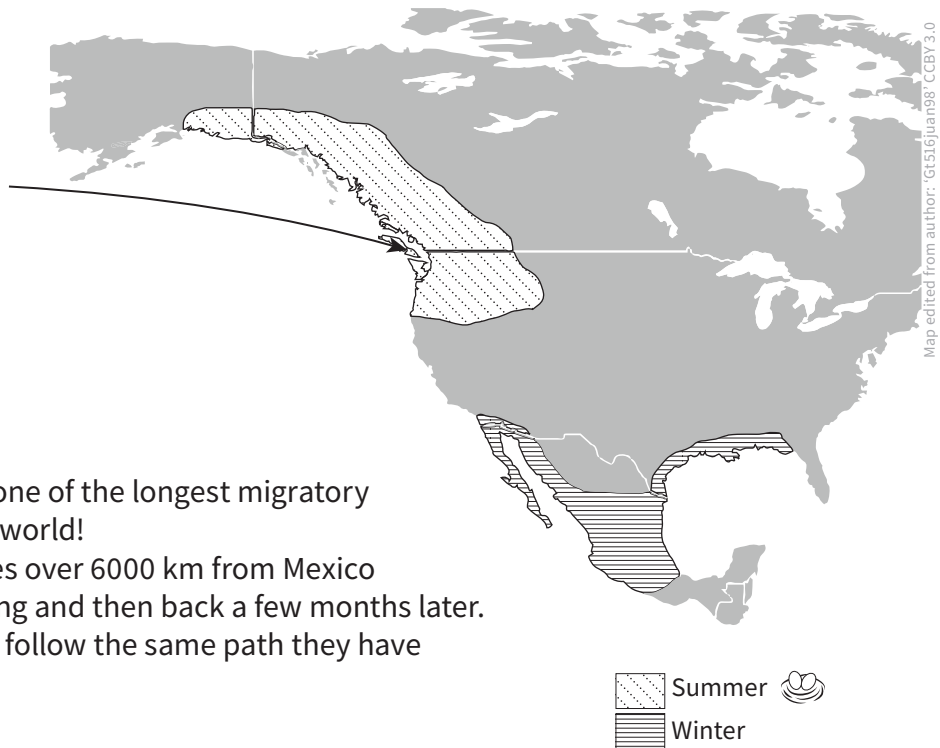 one of the longest migratory
world!
es over 6000 km from Mexico
ng and then back a few months later.
follow the same path they have
Summer
Winter
Map edited from author: 'Gt516juan98' CCBY 3.0